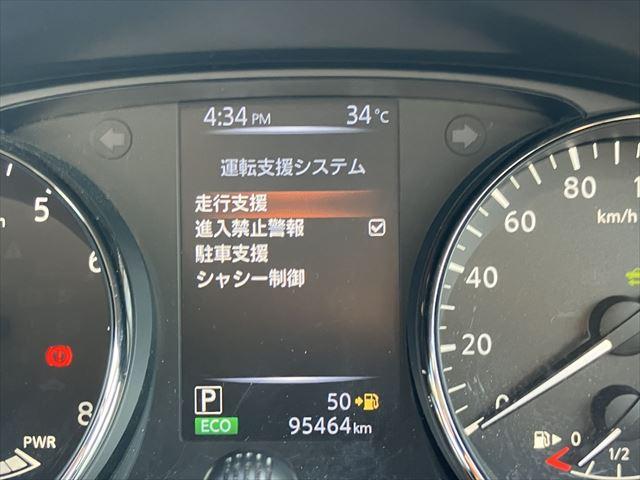 4:34 PM 34°C
運転支援システム
走行支援
進入禁止警報
駐車支援
シャシー制御
P 50
ECO 95464km
5
6
8
PWR
0
20
40
60
80
km/h
0
1/2